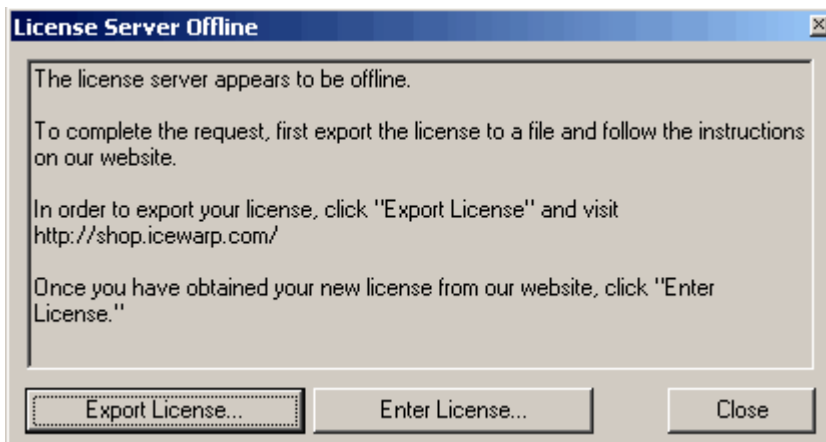 License Server Offline
The license server appears to be offline.
To complete the request, first export the license to a file and follow the instructions
on our website.
In order to export your license, click "Export License" and visit
http://shop.icewarp.com/
Once you have obtained your new license from our website, click "Enter
License."
Export License... Enter License... Close